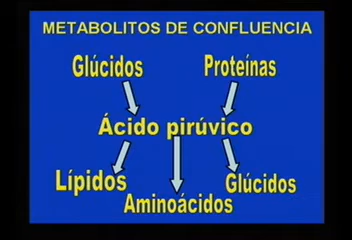 METABOLITOS DE CONFLUENCIA
Glúcidos Proteínas
Ácido pirúvico
Lípidos Glúcidos
Aminoácidos